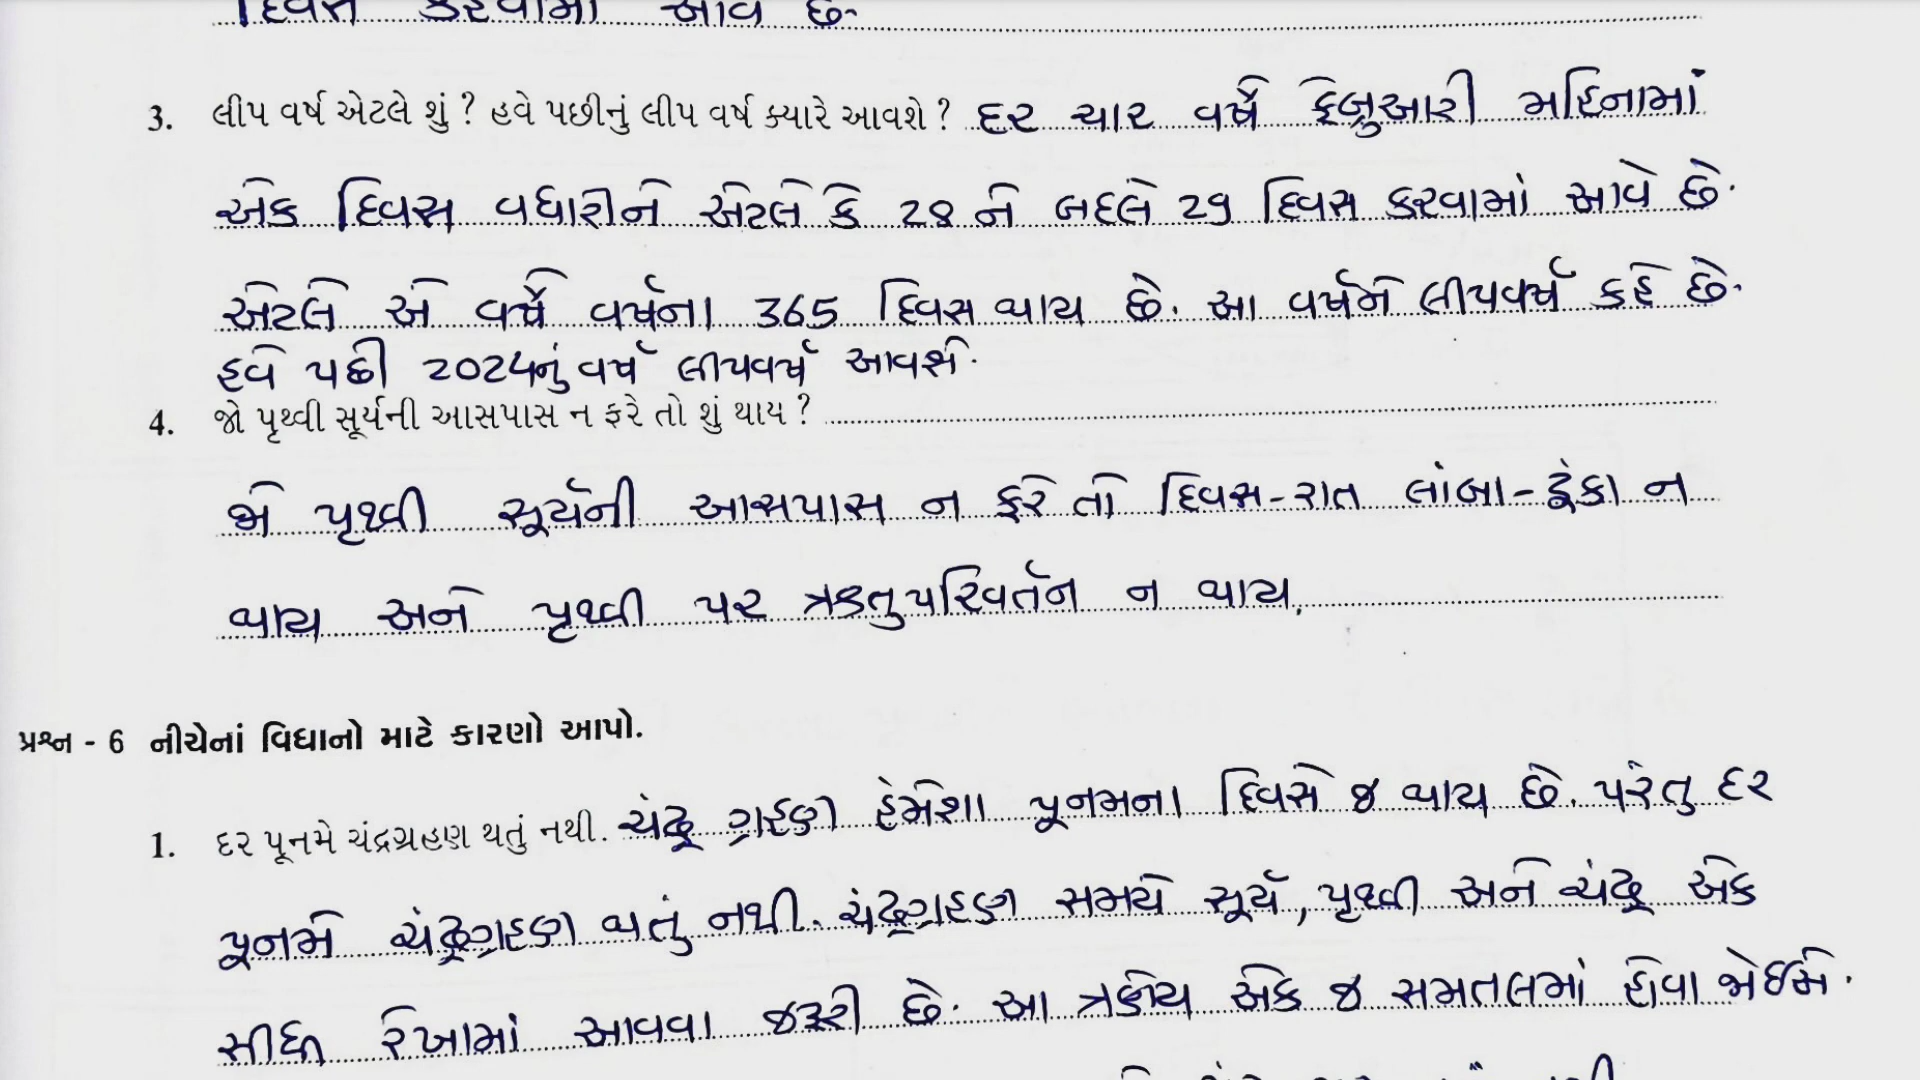 દિવસ કરવામાં આવે છે.
3. લીપ વર્ષ એટલે શું ? હવે પછીનું લીપ વર્ષ ક્યારે આવશે ? દર ચાર વર્ષે ફેબ્રુઆરી મહિનામાં
એક દિવસ વધારીને એટલે કે 28 ને બદલે 29 દિવસ કરવામાં આવે છે.
એટલે એ વર્ષે વર્ષના 365 દિવસ થાય છે. આ વર્ષને લીપવર્ષ કહે છે.
હવે પછી 2024નું વર્ષ લીપવર્ષ આવશે.
4. જો પૃથ્વી સૂર્યની આસપાસ ન ફરે તો શું થાય ?
જો પૃથ્વી સૂર્યની આસપાસ ન ફરે તો દિવસ-રાત લાંબા-ટૂંકા ન
થાય અને પૃથ્વી પર ઋતુપરિવર્તન ન થાય.
પ્રશ્ન - 6 નીચેનાં વિધાનો માટે કારણો આપો.
1. દર પૂનમે ચંદ્રગ્રહણ થતું નથી. ચંદ્ર ગ્રહણ હંમેશા પૂનમના દિવસે જ થાય છે. પરંતુ દર
પૂનમે ચંદ્રગ્રહણ થતું નથી. ચંદ્રગ્રહણ સમયે સૂર્ય, પૃથ્વી અને ચંદ્ર એક
સીધી રેખામાં આવવા જરૂરી છે. આ ત્રણેય એક જ સમતલમાં હોવા જોઈએ.